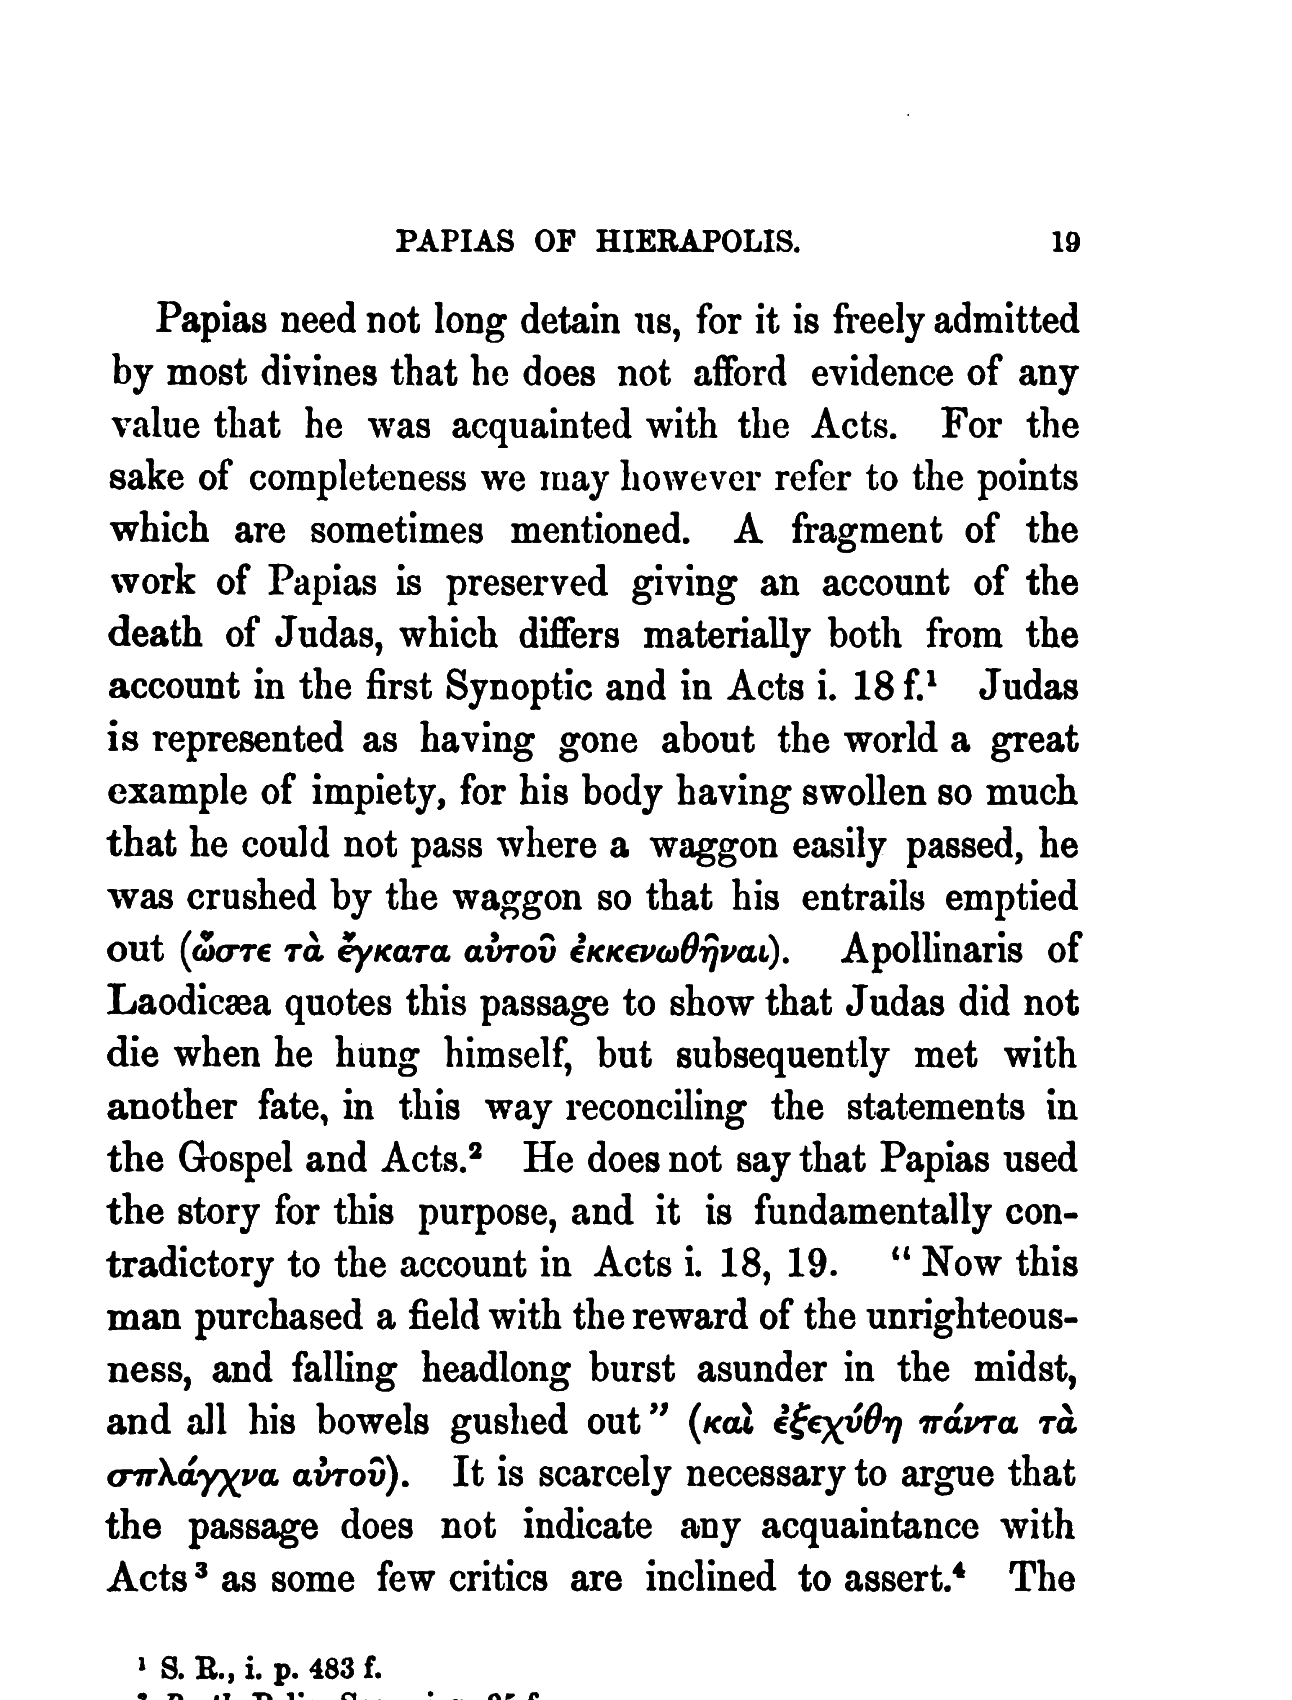 PAPIAS OF HIERAPOLIS. 19
Papias need not long detain us, for it is freely admitted
by most divines that he does not afford evidence of any
value that he was acquainted with the Acts. For the
sake of completeness we may however refer to the points
which are sometimes mentioned. A fragment of the
work of Papias is preserved giving an account of the
death of Judas, which differs materially both from the
account in the first Synoptic and in Acts i. 18 f.¹ Judas
is represented as having gone about the world a great
example of impiety, for his body having swollen so much
that he could not pass where a waggon easily passed, he
was crushed by the waggon so that his entrails emptied
out (ὥστε τὰ ἔγκατα αὐτοῦ ἐκκενωθῆναι). Apollinaris of
Laodicæa quotes this passage to show that Judas did not
die when he hung himself, but subsequently met with
another fate, in this way reconciling the statements in
the Gospel and Acts.² He does not say that Papias used
the story for this purpose, and it is fundamentally con-
tradictory to the account in Acts i. 18, 19. “Now this
man purchased a field with the reward of the unrighteous-
ness, and falling headlong burst asunder in the midst,
and all his bowels gushed out” (καὶ ἐξεχύθη πάντα τὰ
σπλάγχνα αὐτοῦ). It is scarcely necessary to argue that
the passage does not indicate any acquaintance with
Acts³ as some few critics are inclined to assert.⁴ The
¹ S. R., i. p. 483 f.